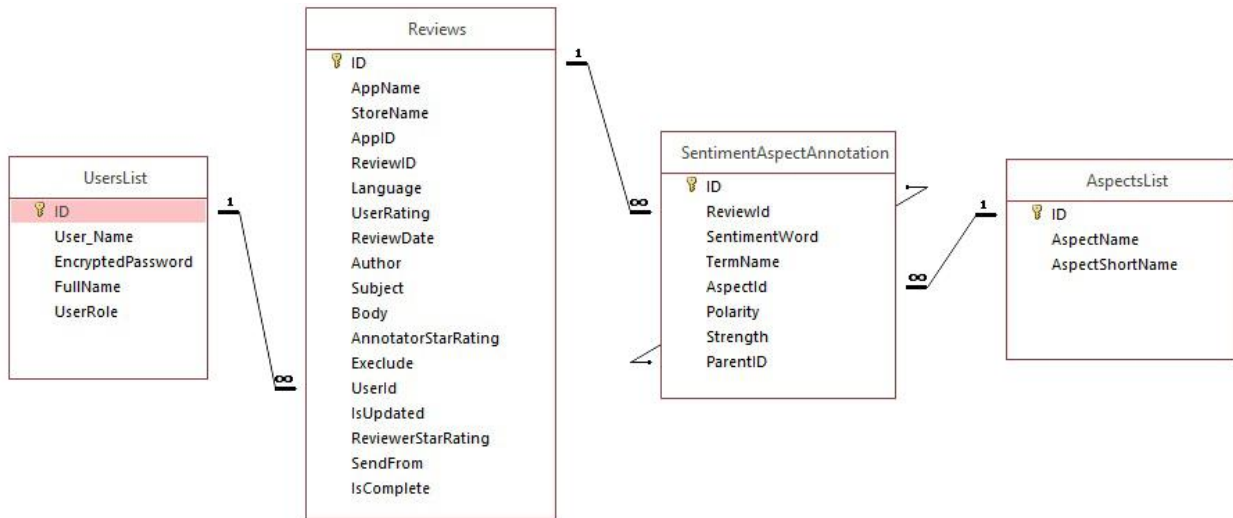 UsersList
ID
User_Name
EncryptedPassword
FullName
UserRole
1
∞
Reviews
ID
AppName
StoreName
AppID
ReviewID
Language
UserRating
ReviewDate
Author
Subject
Body
AnnotatorStarRating
Execlude
UserId
IsUpdated
ReviewerStarRating
SendFrom
IsComplete
1
∞
SentimentAspectAnnotation
ID
ReviewId
SentimentWord
TermName
AspectId
Polarity
Strength
ParentID
∞
1
AspectsList
ID
AspectName
AspectShortName